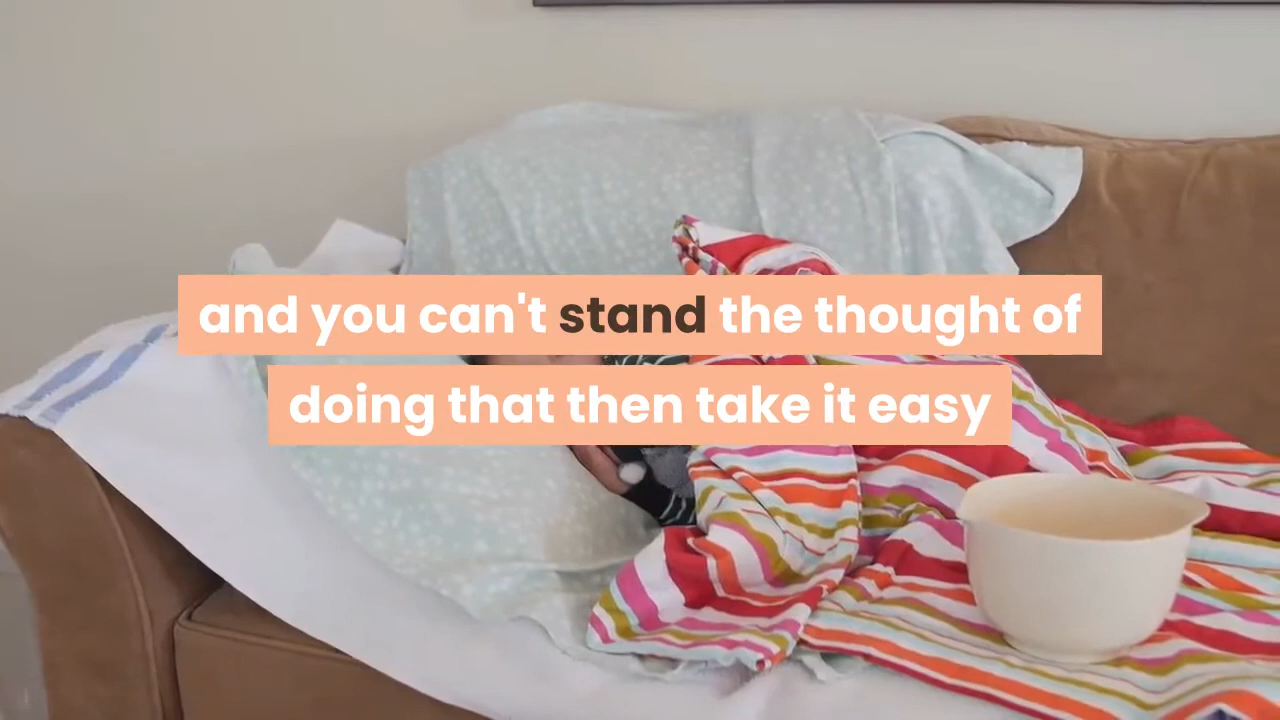 and you can't stand the thought of
doing that then take it easy